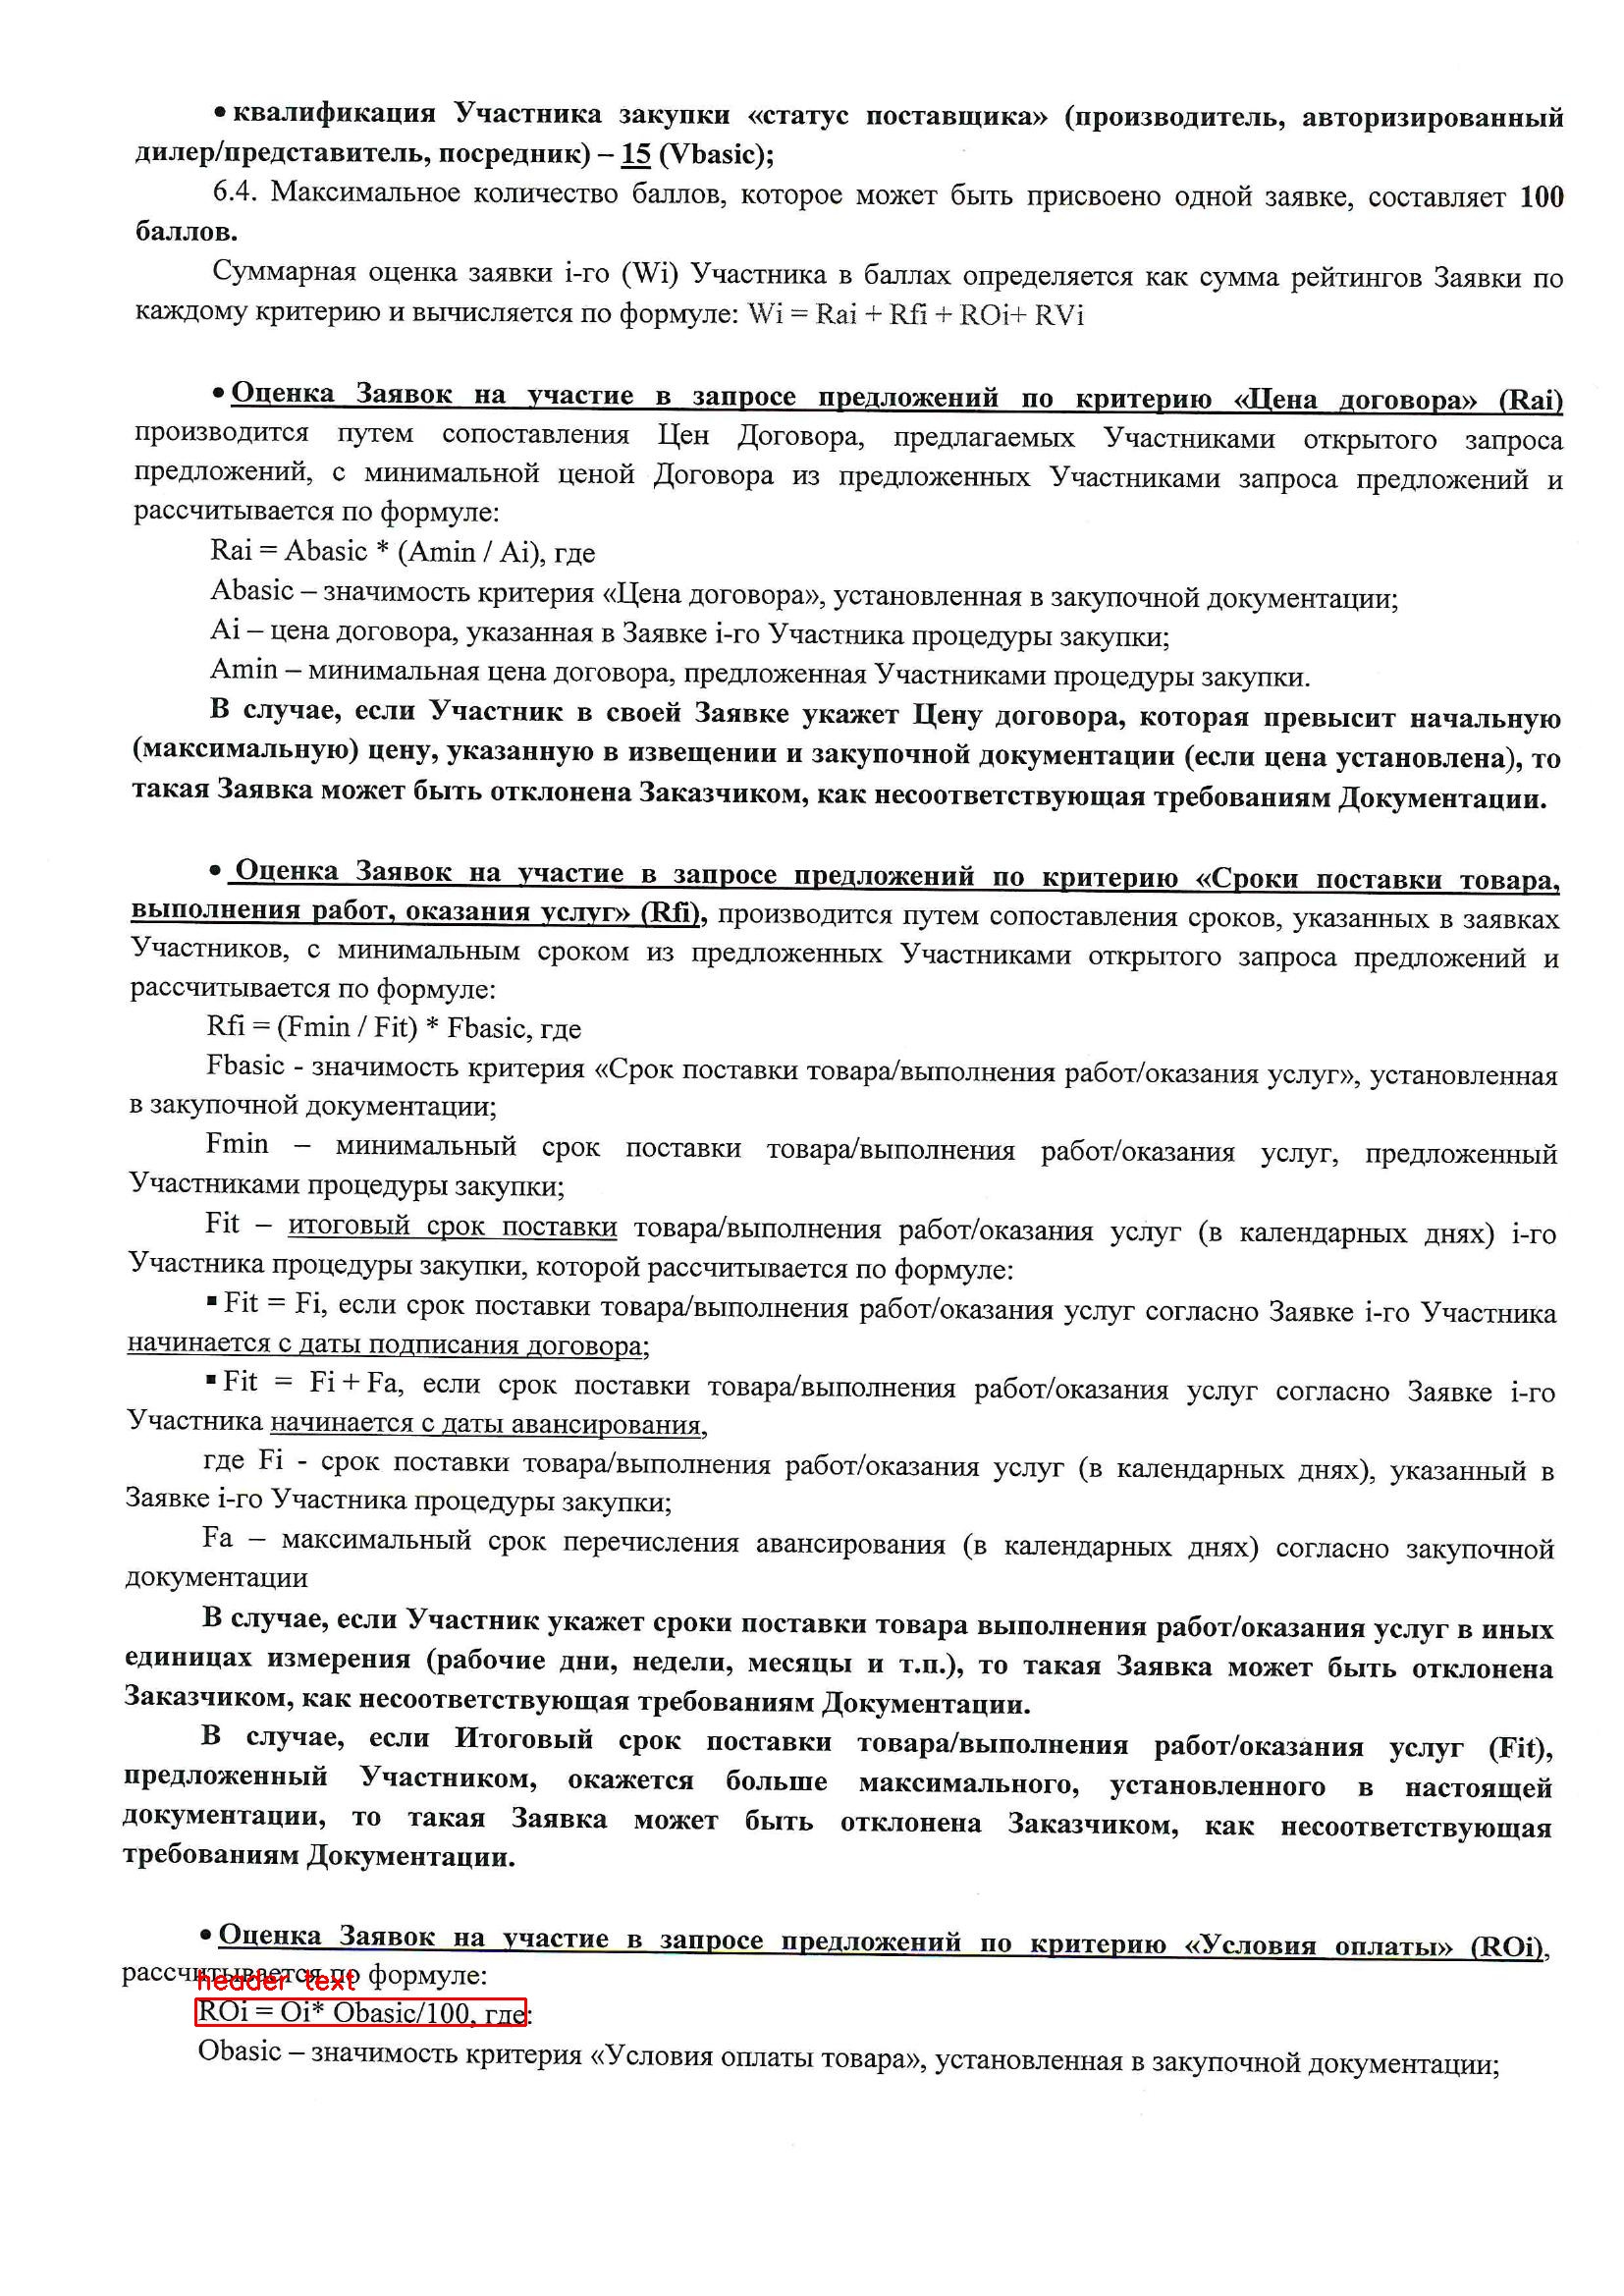 • квалификация Участника закупки «статус поставщика» (производитель, авторизированный
дилер/представитель, посредник) – 15 (Vbasic);
6.4. Максимальное количество баллов, которое может быть присвоено одной заявке, составляет 100
баллов.
Суммарная оценка заявки i-го (Wi) Участника в баллах определяется как сумма рейтингов Заявки по
каждому критерию и вычисляется по формуле: Wi = Rai + Rfi + ROi+ RVi
• Оценка Заявок на участие в запросе предложений по критерию «Цена договора» (Rai)
производится путем сопоставления Цен Договора, предлагаемых Участниками открытого запроса
предложений, с минимальной ценой Договора из предложенных Участниками запроса предложений и
рассчитывается по формуле:
Rai = Abasic * (Amin / Ai), где
Abasic – значимость критерия «Цена договора», установленная в закупочной документации;
Ai – цена договора, указанная в Заявке i-го Участника процедуры закупки;
Amin – минимальная цена договора, предложенная Участниками процедуры закупки.
В случае, если Участник в своей Заявке укажет Цену договора, которая превысит начальную
(максимальную) цену, указанную в извещении и закупочной документации (если цена установлена), то
такая Заявка может быть отклонена Заказчиком, как несоответствующая требованиям Документации.
• Оценка Заявок на участие в запросе предложений по критерию «Сроки поставки товара,
выполнения работ, оказания услуг» (Rfi), производится путем сопоставления сроков, указанных в заявках
Участников, с минимальным сроком из предложенных Участниками открытого запроса предложений и
рассчитывается по формуле:
Rfi = (Fmin / Fit) * Fbasic, где
Fbasic - значимость критерия «Срок поставки товара/выполнения работ/оказания услуг», установленная
в закупочной документации;
Fmin – минимальный срок поставки товара/выполнения работ/оказания услуг, предложенный
Участниками процедуры закупки;
Fit – итоговый срок поставки товара/выполнения работ/оказания услуг (в календарных днях) i-го
Участника процедуры закупки, которой рассчитывается по формуле:
▪ Fit = Fi, если срок поставки товара/выполнения работ/оказания услуг согласно Заявке i-го Участника
начинается с даты подписания договора;
▪ Fit = Fi + Fa, если срок поставки товара/выполнения работ/оказания услуг согласно Заявке i-го
Участника начинается с даты авансирования,
где Fi - срок поставки товара/выполнения работ/оказания услуг (в календарных днях), указанный в
Заявке i-го Участника процедуры закупки;
Fa – максимальный срок перечисления авансирования (в календарных днях) согласно закупочной
документации
В случае, если Участник укажет сроки поставки товара выполнения работ/оказания услуг в иных
единицах измерения (рабочие дни, недели, месяцы и т.п.), то такая Заявка может быть отклонена
Заказчиком, как несоответствующая требованиям Документации.
В случае, если Итоговый срок поставки товара/выполнения работ/оказания услуг (Fit),
предложенный Участником, окажется больше максимального, установленного в настоящей
документации, то такая Заявка может быть отклонена Заказчиком, как несоответствующая
требованиям Документации.
• Оценка Заявок на участие в запросе предложений по критерию «Условия оплаты» (ROi),
рассчитывается по формуле:
header text
ROi = Oi* Obasic/100, где:
Obasic – значимость критерия «Условия оплаты товара», установленная в закупочной документации;